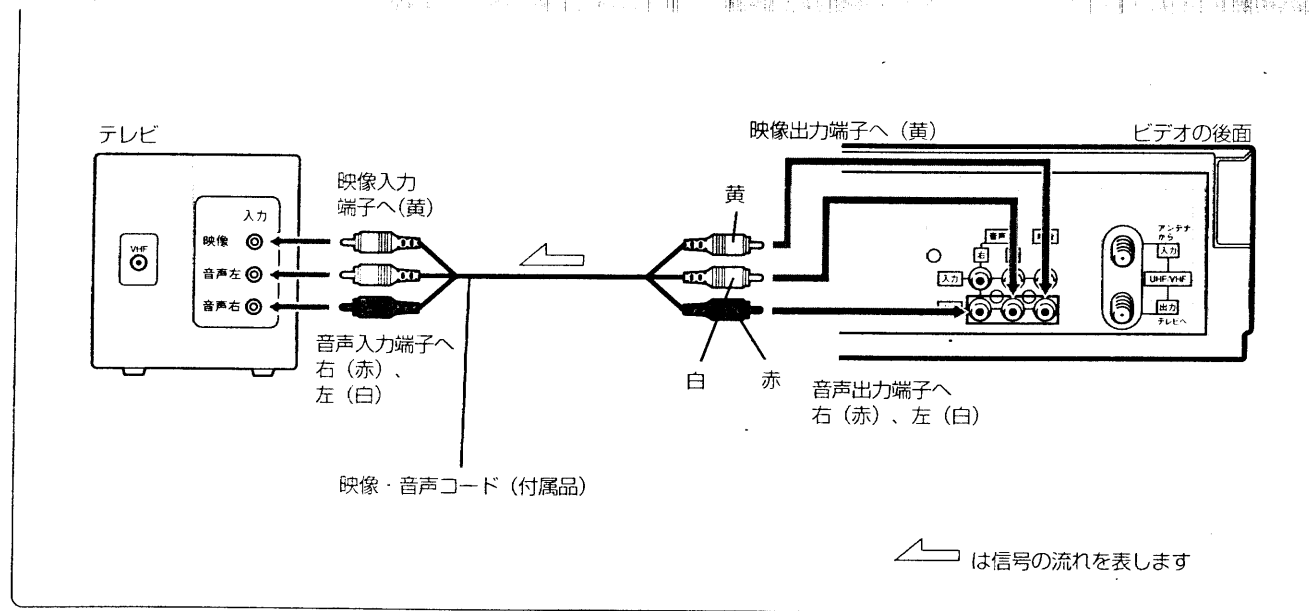 テレビ
映像出力端子へ（黄）
ビデオの後面
映像入力
端子へ(黄)
黄
入力
映像
音声左
音声右
VHF
音声
右
入力
アンテナ
から
入力
UHF/VHF
出力
テレビへ
音声入力端子へ
右（赤）、
左（白）
白
赤
音声出力端子へ
右（赤）、左（白）
映像・音声コード（付属品）
は信号の流れを表します